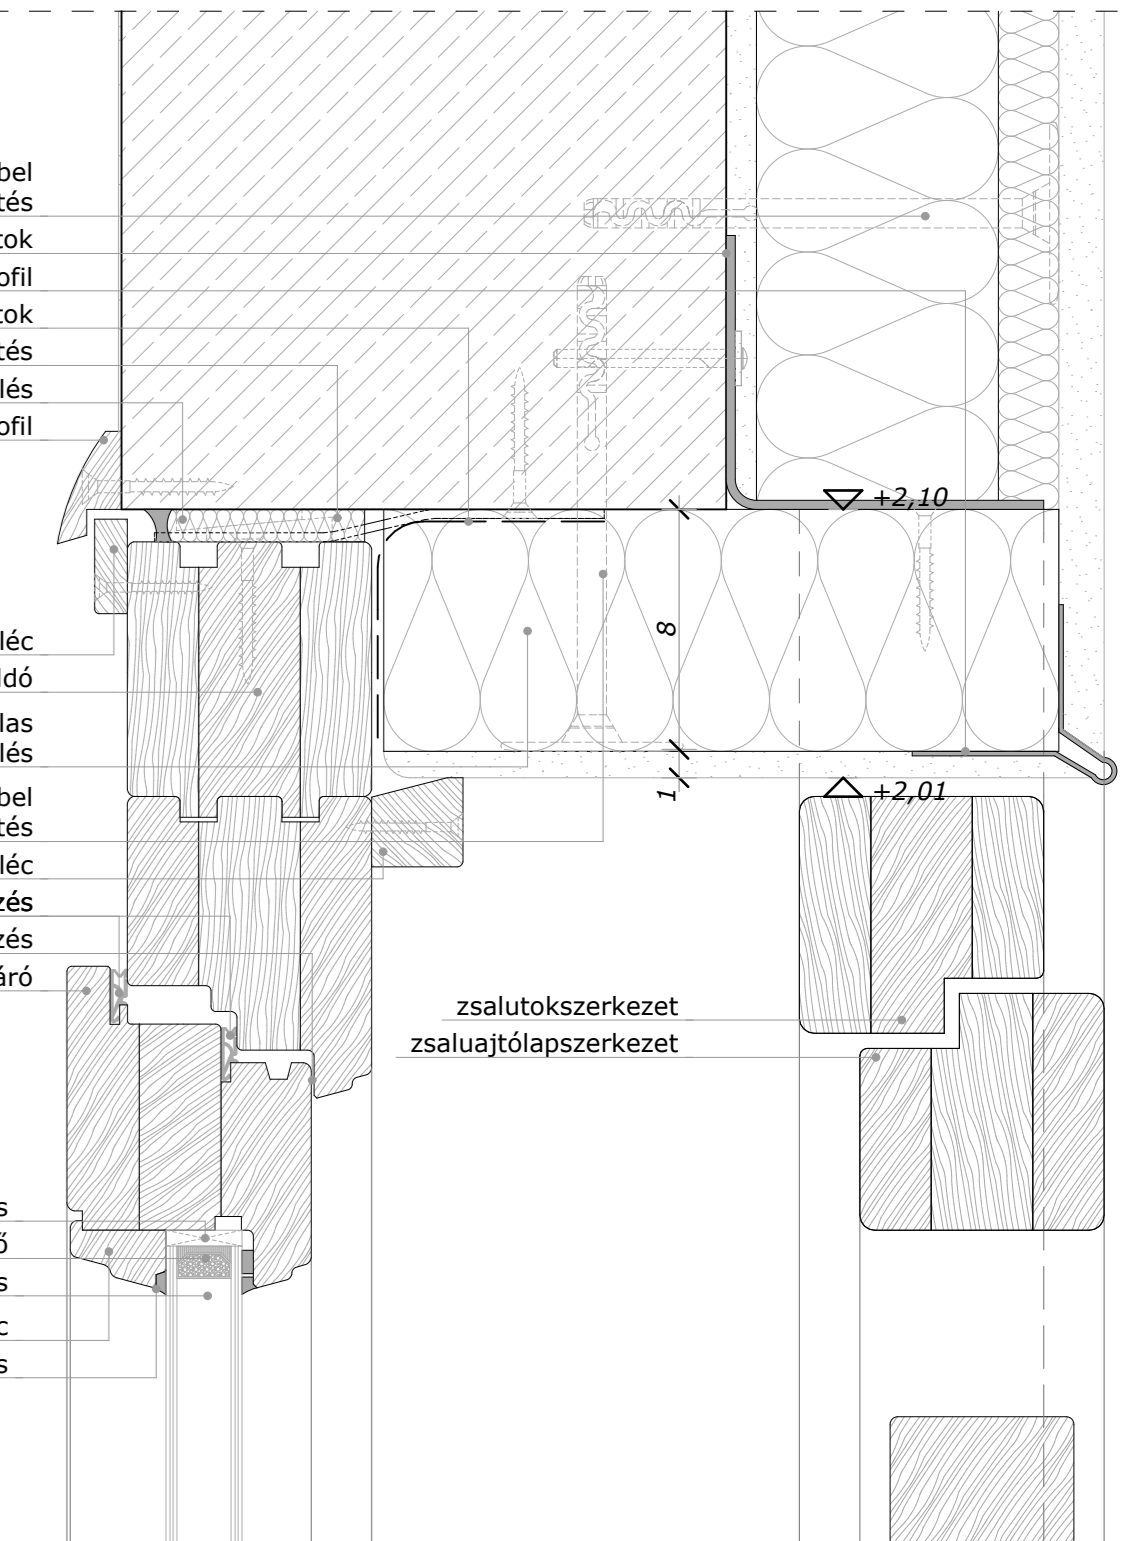 bel
tés
tok
ofil
tok
tés
lés
ofil
+2,10
léc
ldó
8
las
lés
1
+2,01
bel
tés
léc
zés
zés
áró
zsalutokszerkezet
zsaluajtólapszerkezet
s
ő
s
c
s